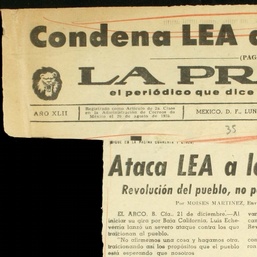 Condena LEA a
(PAG
LA PR
el periódico que dice
AÑO XLII
Registrado como Artículo de 2a. Clase
en la Administración de Correos de
México, el 25 de agosto de 1928
MEXICO, D. F., LUN
35
Ataca LEA a l
Revolución del pueblo, no p
Por MOISES MARTINEZ, En
EL ARCO, B. Cfa., 21 de diciembre.—Al
iniciar su gira por Baja California, Luis Eche-
verría lanzó un severo ataque contra los que
traicionan al pueblo.
"No afirmemos una cosa y hagamos otra,
traicionando así los propósitos que el pueblo
está esperando que nosotros